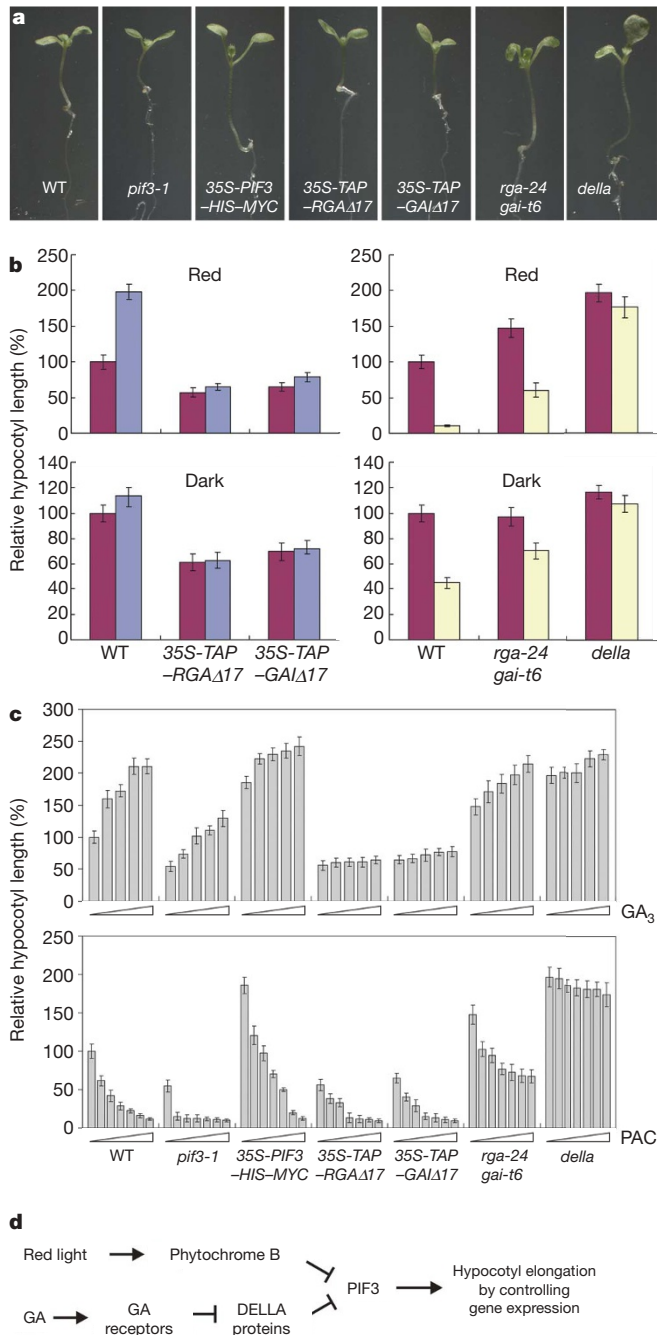 a
WT
pif3-1
35S-PIF3
–HIS–MYC
35S-TAP
–RGAΔ17
35S-TAP
–GAIΔ17
rga-24
gai-t6
della
b
Relative hypocotyl length (%)
Red
250
200
150
100
50
0
Red
250
200
150
100
50
0
Dark
140
120
100
80
60
40
20
0
WT
35S-TAP
–RGAΔ17
35S-TAP
–GAIΔ17
Dark
140
120
100
80
60
40
20
0
WT
rga-24
gai-t6
della
c
Relative hypocotyl length (%)
300
250
200
150
100
50
0
GA3
250
200
150
100
50
0
PAC
WT
pif3-1
35S-PIF3
–HIS–MYC
35S-TAP
–RGAΔ17
35S-TAP
–GAIΔ17
rga-24
gai-t6
della
d
Red light
Phytochrome B
GA
GA
receptors
DELLA
proteins
PIF3
Hypocotyl elongation
by controlling
gene expression